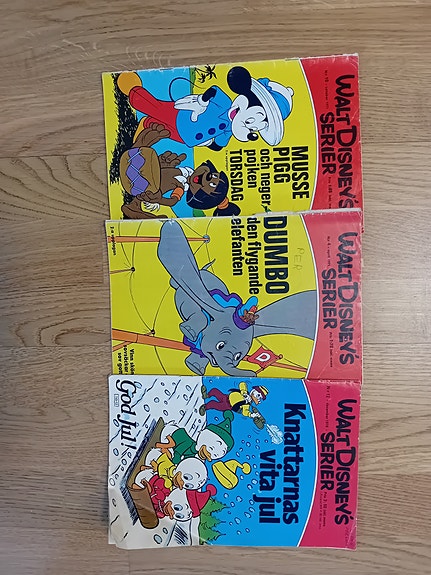 WALT DISNEY'S
SERIER
MUSSE
PIGG
och neger-
pojken
TORSDAG
WALT DISNEY'S
SERIER
DUMBO
den flygande
elefanten
PER
D
WALT DISNEY'S
SERIER
Knattarnas
vita jul
God jul!